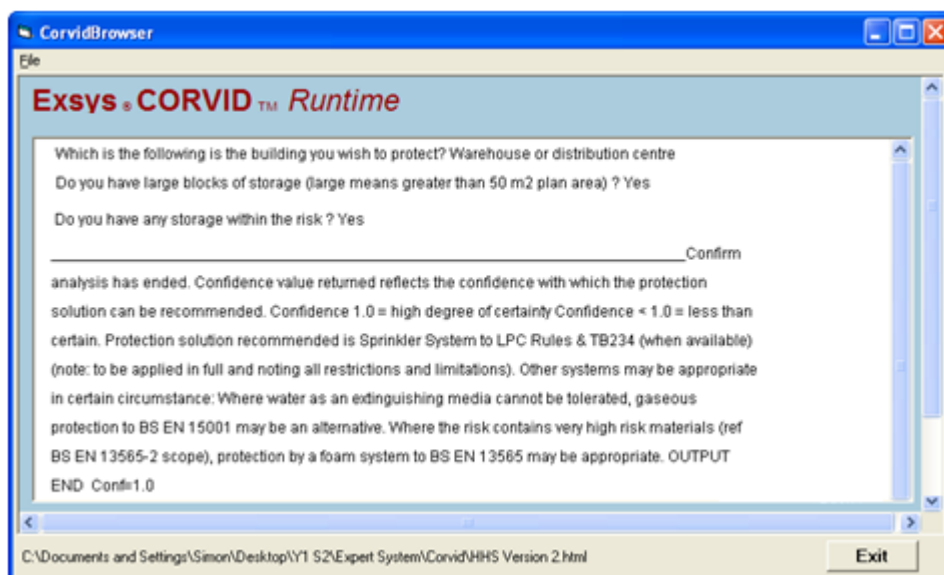 CorvidBrowser
File
Exsys ® CORVID TM Runtime
Which is the following is the building you wish to protect? Warehouse or distribution centre
Do you have large blocks of storage (large means greater than 50 m2 plan area) ? Yes
Do you have any storage within the risk ? Yes
Confirm
analysis has ended. Confidence value returned reflects the confidence with which the protection
solution can be recommended. Confidence 1.0 = high degree of certainty Confidence < 1.0 = less than
certain. Protection solution recommended is Sprinkler System to LPC Rules & TB234 (when available)
(note: to be applied in full and noting all restrictions and limitations). Other systems may be appropriate
in certain circumstance: Where water as an extinguishing media cannot be tolerated, gaseous
protection to BS EN 15001 may be an alternative. Where the risk contains very high risk materials (ref
BS EN 13565-2 scope), protection by a foam system to BS EN 13565 may be appropriate. OUTPUT
END Conf=1.0
C:\Documents and Settings\Simon\Desktop\Y1 S2\Expert System\Corvid\HHS Version 2.html
Exit